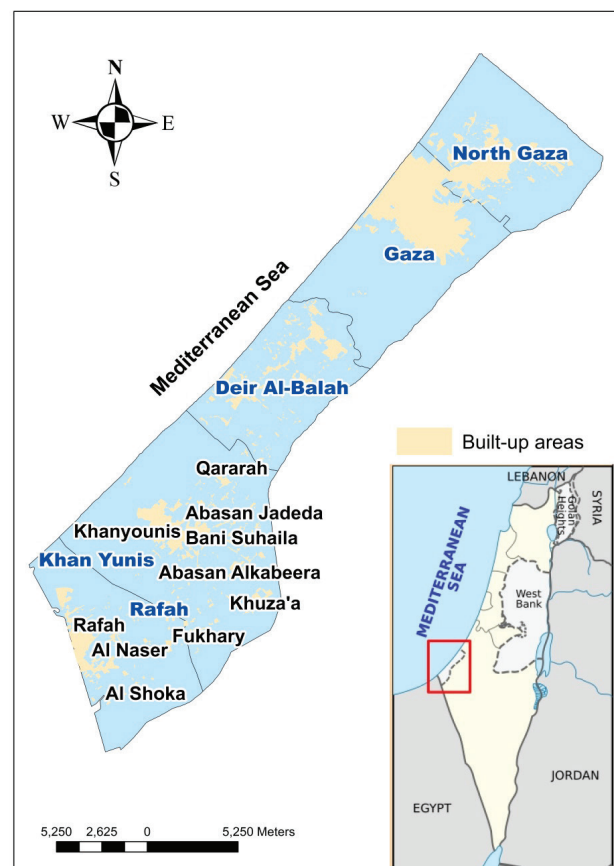 N
W E
S
North Gaza
Gaza
Mediterranean Sea
Deir Al-Balah
Built-up areas
Qararah
Abasan Jadeda
Khanyounis
Bani Suhaila
Khan Yunis
Abasan Alkabeera
Rafah
Khuza'a
Rafah
Fukhary
Al Naser
Al Shoka
5,250 2,625 0 5,250 Meters
LEBANON
SYRIA
Golan
Heights
MEDITERRANEAN
SEA
West
Bank
JORDAN
EGYPT